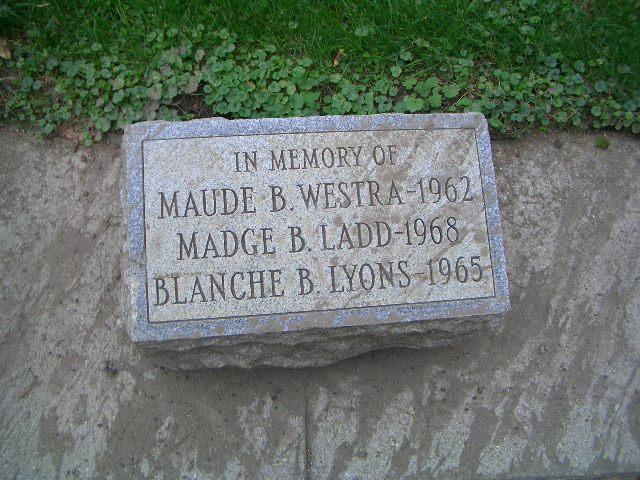 IN MEMORY OF
MAUDE B. WESTRA-1962
MADGE B. LADD-1968
BLANCHE B. LYONS-1965